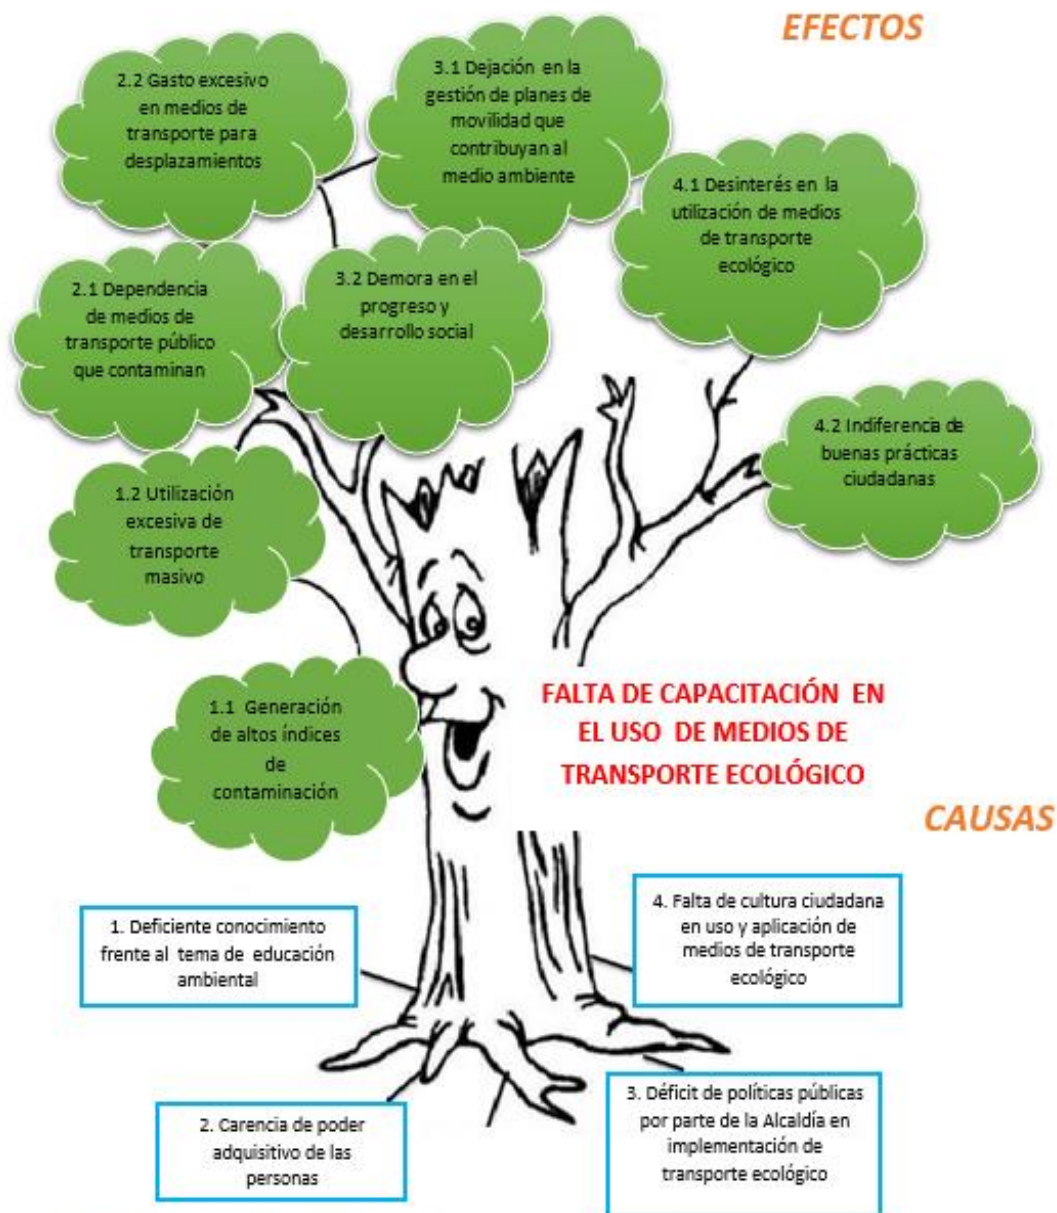 EFECTOS
2.2 Gasto excesivo
en medios de
transporte para
desplazamientos
3.1 Dejación en la
gestión de planes de
movilidad que
contribuyan al
medio ambiente
4.1 Desinterés en la
utilización de medios
de transporte
ecológico
2.1 Dependencia
de medios de
transporte público
que contaminan
3.2 Demora en el
progreso y
desarrollo social
4.2 Indiferencia de
buenas prácticas
ciudadanas
1.2 Utilización
excesiva de
transporte
masivo
1.1 Generación
de altos índices
de
contaminación
FALTA DE CAPACITACIÓN EN
EL USO DE MEDIOS DE
TRANSPORTE ECOLÓGICO
CAUSAS
1. Deficiente conocimiento
frente al tema de educación
ambiental
4. Falta de cultura ciudadana
en uso y aplicación de
medios de transporte
ecológico
2. Carencia de poder
adquisitivo de las
personas
3. Déficit de políticas públicas
por parte de la Alcaldía en
implementación de
transporte ecológico